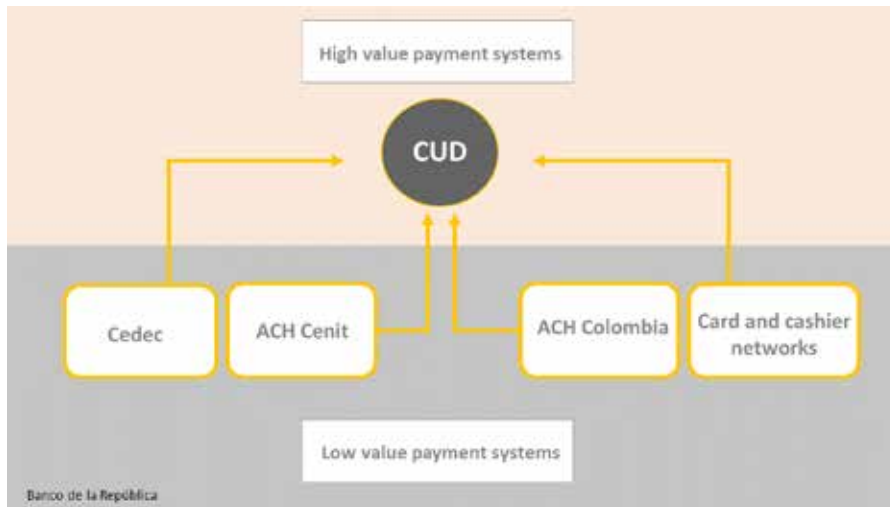 High value payment systems
CUD
Cedec
ACH Cenit
ACH Colombia
Card and cashier
networks
Low value payment systems
Banco de la República